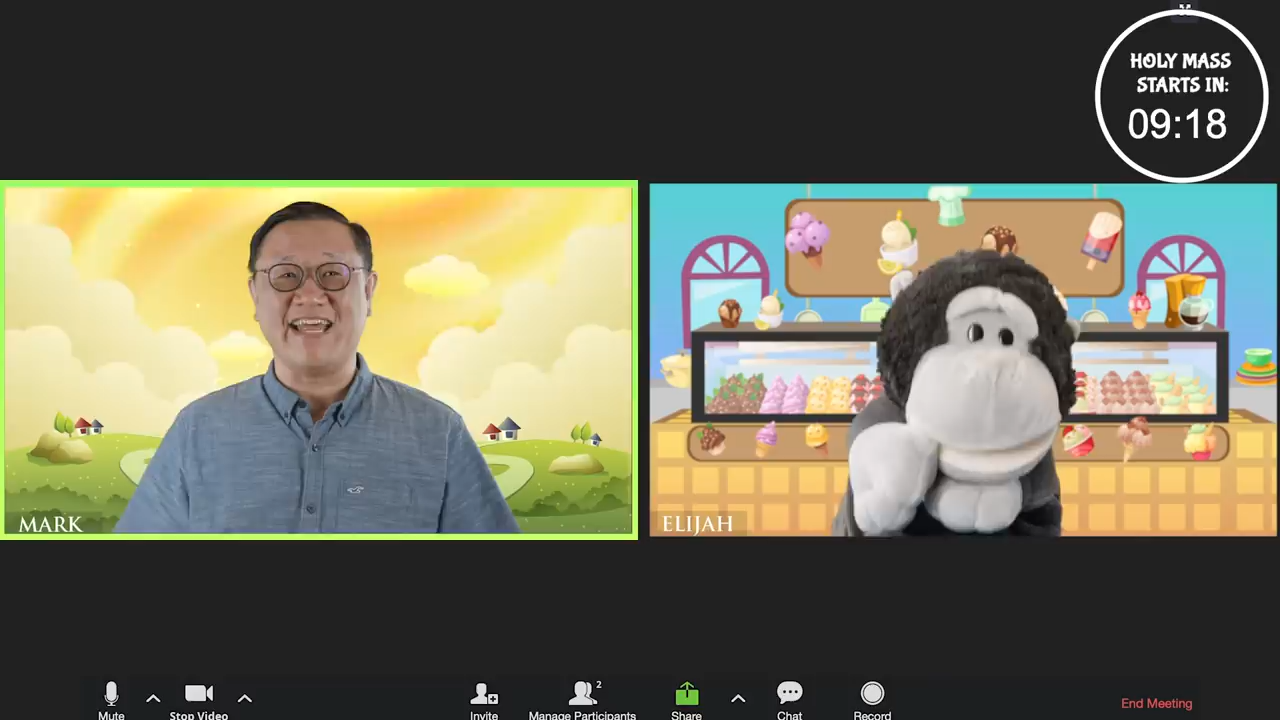 HOLY MASS
STARTS IN:
09:18
MARK
ELIJAH
Mute
Stop Video
Invite
2
Manage Participants
Share
Chat
Record
End Meeting